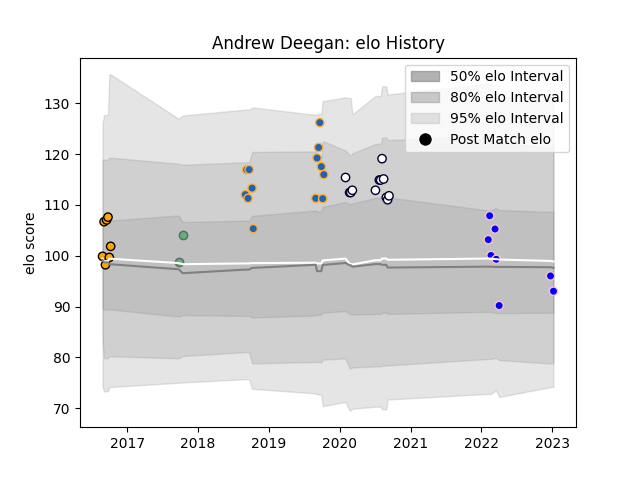 Andrew Deegan: elo History
50% elo Interval
80% elo Interval
95% elo Interval
Post Match elo
elo score
130
120
110
100
90
80
70
2017 2018 2019 2020 2021 2022 2023